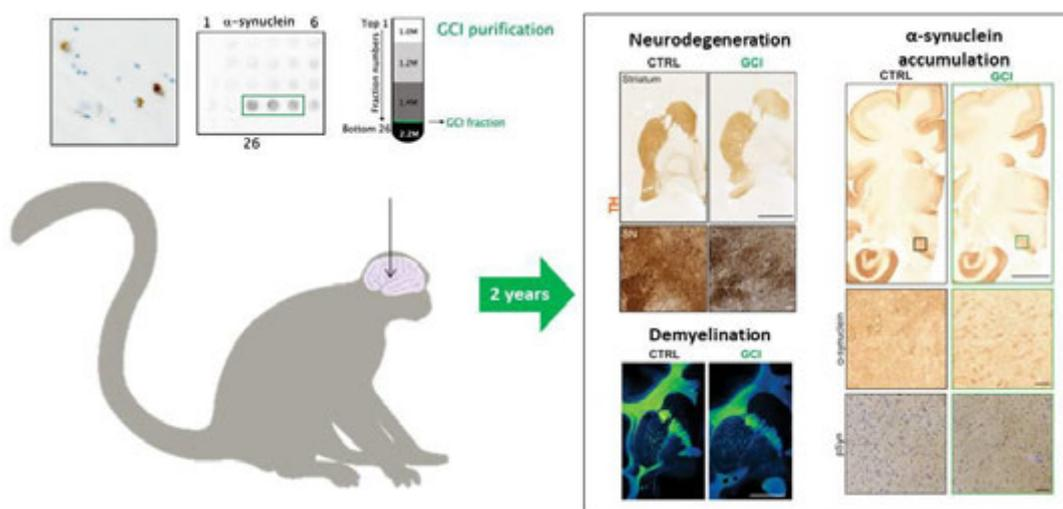 1 α-synuclein 6
26
Top 1
Fraction numbers
Bottom 26
1.0M
1.2M
1.4M
2.2M
GCI purification
GCI fraction
2 years
Neurodegeneration
CTRL GCI
Striatum
TH
SN
Demyelination
CTRL GCI
α-synuclein
accumulation
CTRL GCI
α-synuclein
pSyn